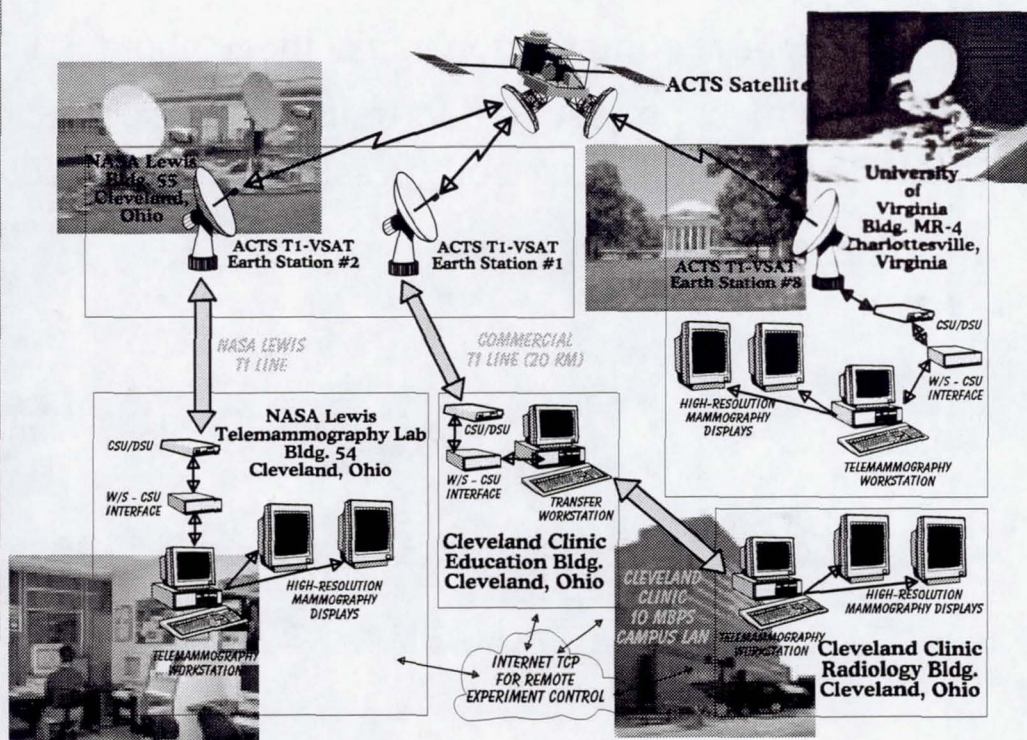 ACTS Satellite
NASA Lewis
Bldg. 55
Cleveland,
Ohio
ACTS T1-VSAT
Earth Station #2
ACTS T1-VSAT
Earth Station #1
ACTS T1-VSAT
Earth Station #8
University
of
Virginia
Bldg. MR-4
Charlottesville,
Virginia
NASA LEWIS
T1 LINE
COMMERCIAL
T1 LINE (20 KM)
CSU/DSU
W/S - CSU
INTERFACE
HIGH-RESOLUTION
MAMMOGRAPHY
DISPLAYS
TELEMAMMOGRAPHY
WORKSTATION
NASA Lewis
Telemammography Lab
Bldg. 54
Cleveland, Ohio
CSU/DSU
W/S - CSU
INTERFACE
HIGH-RESOLUTION
MAMMOGRAPHY
DISPLAYS
TELEMAMMOGRAPHY
WORKSTATION
CSU/DSU
W/S - CSU
INTERFACE
TRANSFER
WORKSTATION
Cleveland Clinic
Education Bldg.
Cleveland, Ohio
CLEVELAND
CLINIC
10 MBPS
CAMPUS LAN
HIGH-RESOLUTION
MAMMOGRAPHY DISPLAYS
TELEMAMMOGRAPHY
WORKSTATION
Cleveland Clinic
Radiology Bldg.
Cleveland, Ohio
INTERNET TCP
FOR REMOTE
EXPERIMENT CONTROL